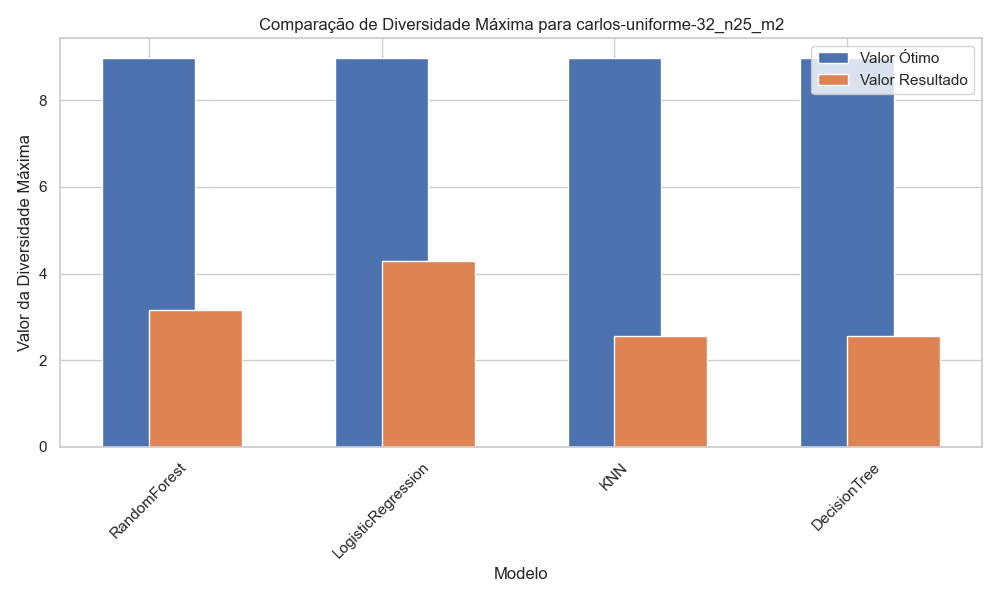 Comparação de Diversidade Máxima para carlos-uniforme-32_n25_m2
Valor Ótimo
Valor Resultado
Valor da Diversidade Máxima
8
6
4
2
0
RandomForest
LogisticRegression
KNN
DecisionTree
Modelo